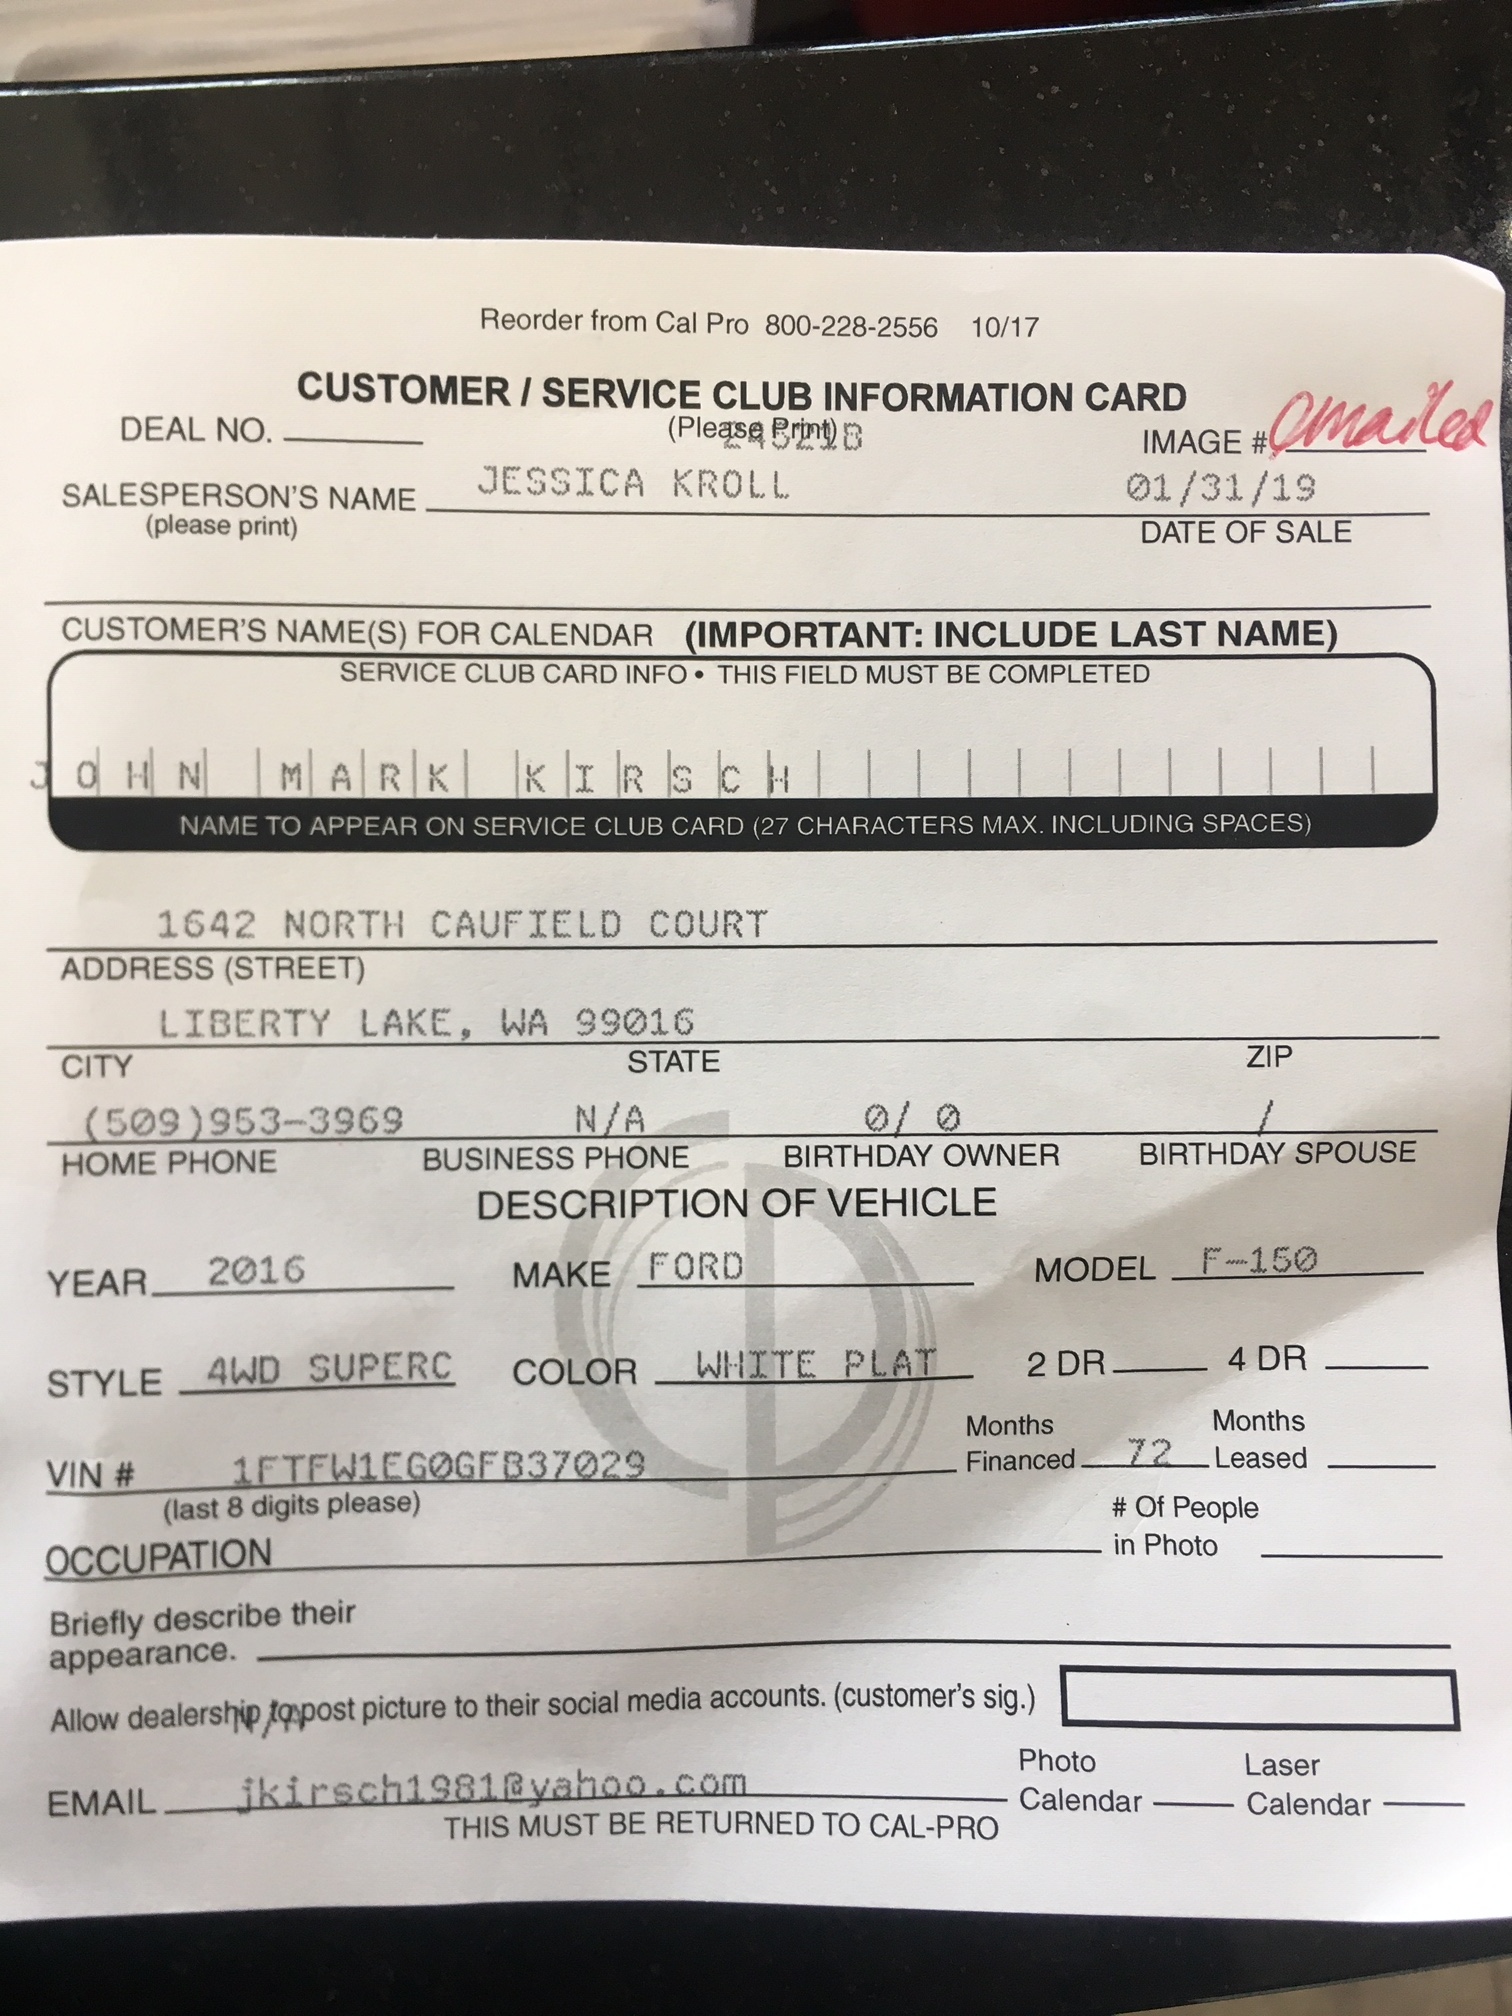 Reorder from Cal Pro 800-228-2556 10/17
CUSTOMER / SERVICE CLUB INFORMATION CARD
(Please Print)
DEAL NO. IMAGE # emailed
SALESPERSON'S NAME JESSICA KROLL 01/31/19
(please print) DATE OF SALE
CUSTOMER'S NAME(S) FOR CALENDAR (IMPORTANT: INCLUDE LAST NAME)
SERVICE CLUB CARD INFO • THIS FIELD MUST BE COMPLETED
JOHN MARK KIRSCH
NAME TO APPEAR ON SERVICE CLUB CARD (27 CHARACTERS MAX. INCLUDING SPACES)
1642 NORTH CAUFIELD COURT
ADDRESS (STREET)
LIBERTY LAKE, WA 99016
CITY STATE ZIP
(509)953-3969 N/A 0/ 0 /
HOME PHONE BUSINESS PHONE BIRTHDAY OWNER BIRTHDAY SPOUSE
DESCRIPTION OF VEHICLE
YEAR 2016 MAKE FORD MODEL F-150
STYLE 4WD SUPERC COLOR WHITE PLAT 2 DR 4 DR
Months Months
VIN # 1FTFW1EG0GFB37029 Financed 72 Leased
(last 8 digits please) # Of People
OCCUPATION in Photo
Briefly describe their
appearance.
Allow dealership to post picture to their social media accounts. (customer's sig.)
Photo Laser
EMAIL jkirsch1981@yahoo.com Calendar Calendar
THIS MUST BE RETURNED TO CAL-PRO